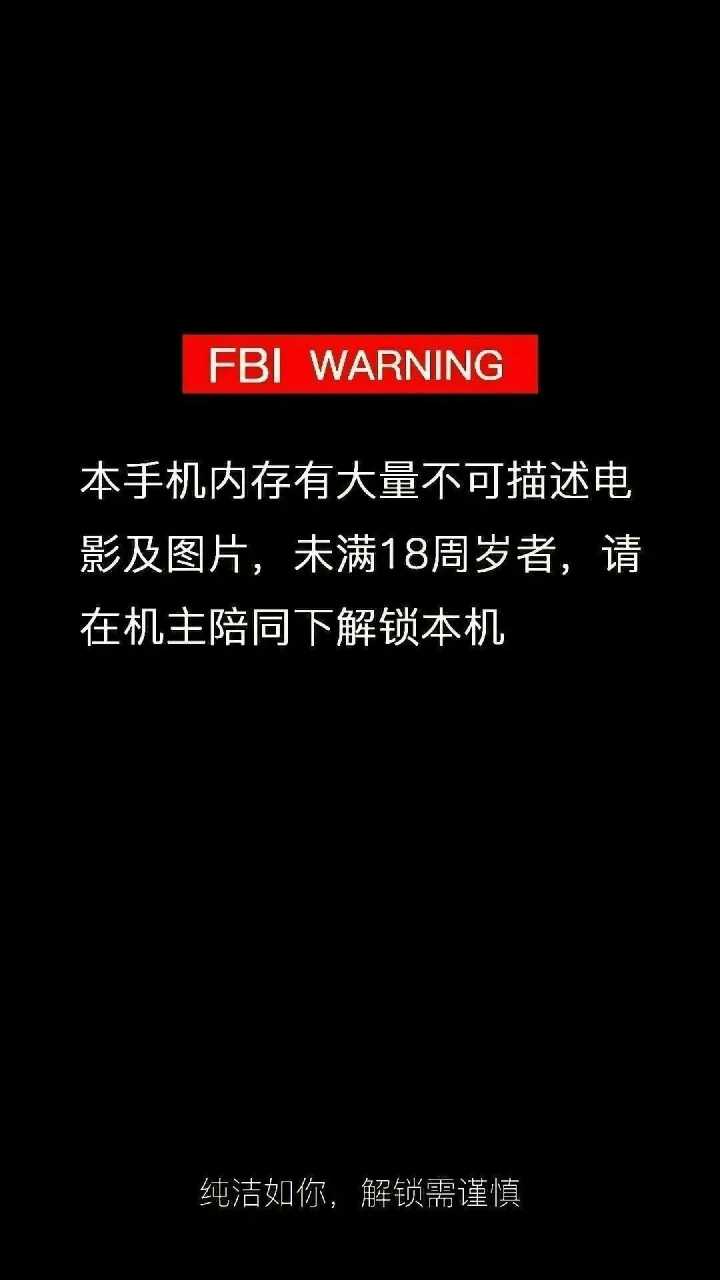 FBI WARNING
本手机内存有大量不可描述电
影及图片，未满18周岁者，请
在机主陪同下解锁本机
纯洁如你，解锁需谨慎